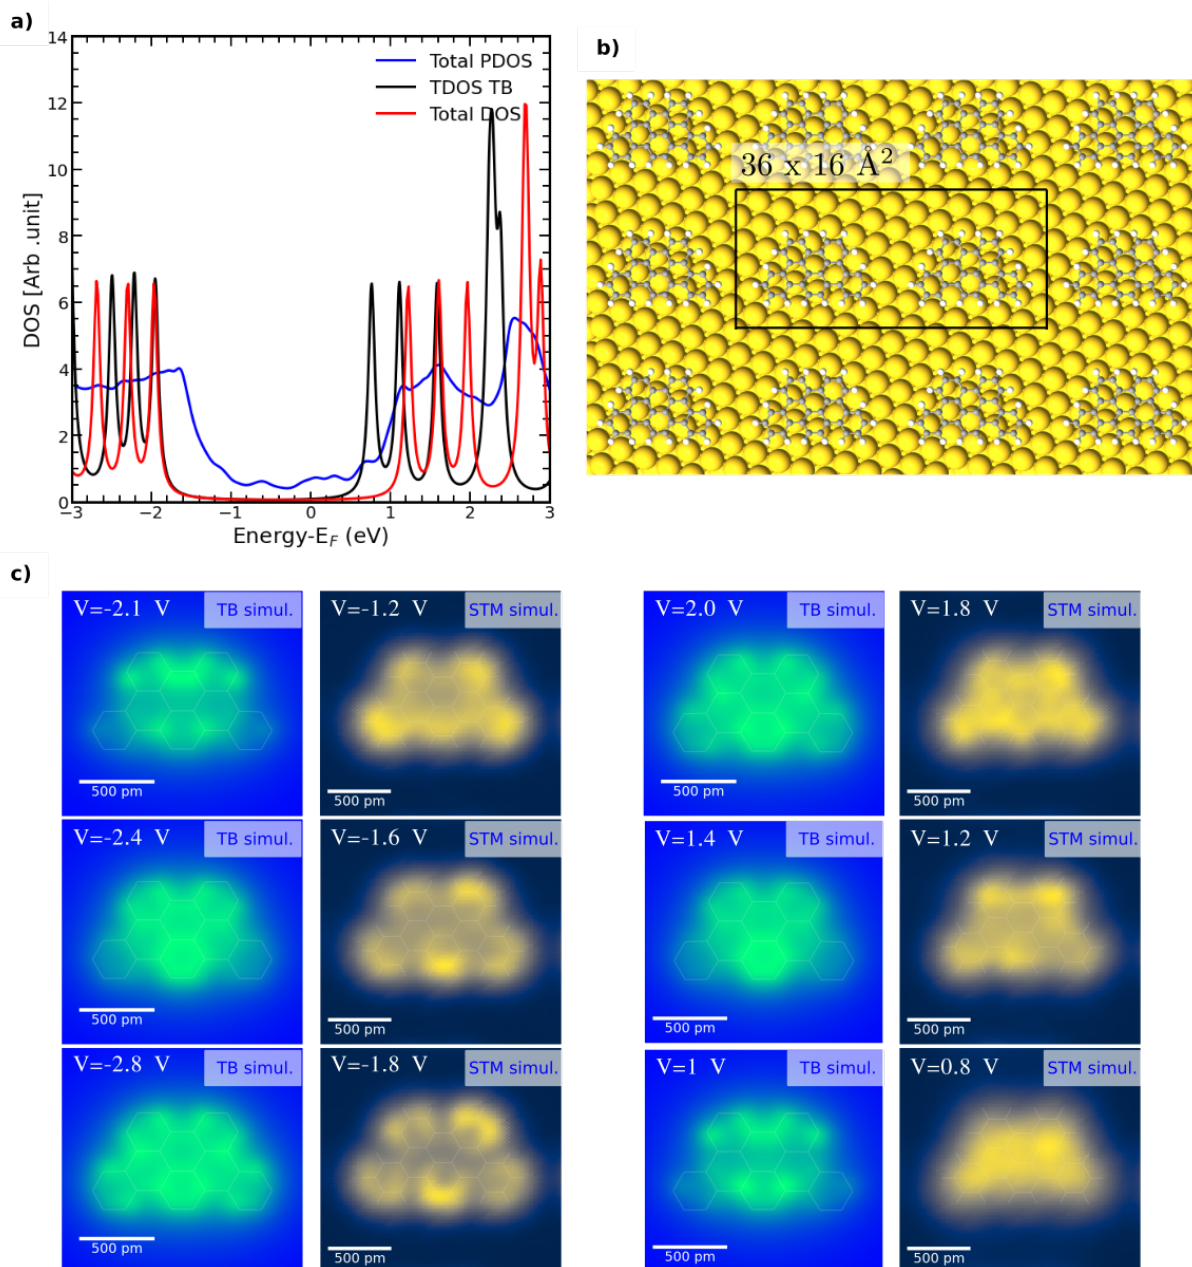 a)
14
12
10
8
6
4
2
0
DOS [Arb .unit]
Total PDOS
TDOS TB
Total DOS
−3
−2
−1
0
1
2
3
Energy-E_F (eV)
b)
36 x 16 Å²
c)
V=-2.1 V TB simul.
500 pm
V=-1.2 V STM simul.
500 pm
V=2.0 V TB simul.
500 pm
V=1.8 V STM simul.
500 pm
V=-2.4 V TB simul.
500 pm
V=-1.6 V STM simul.
500 pm
V=1.4 V TB simul.
500 pm
V=1.2 V STM simul.
500 pm
V=-2.8 V TB simul.
500 pm
V=-1.8 V STM simul.
500 pm
V=1 V TB simul.
500 pm
V=0.8 V STM simul.
500 pm